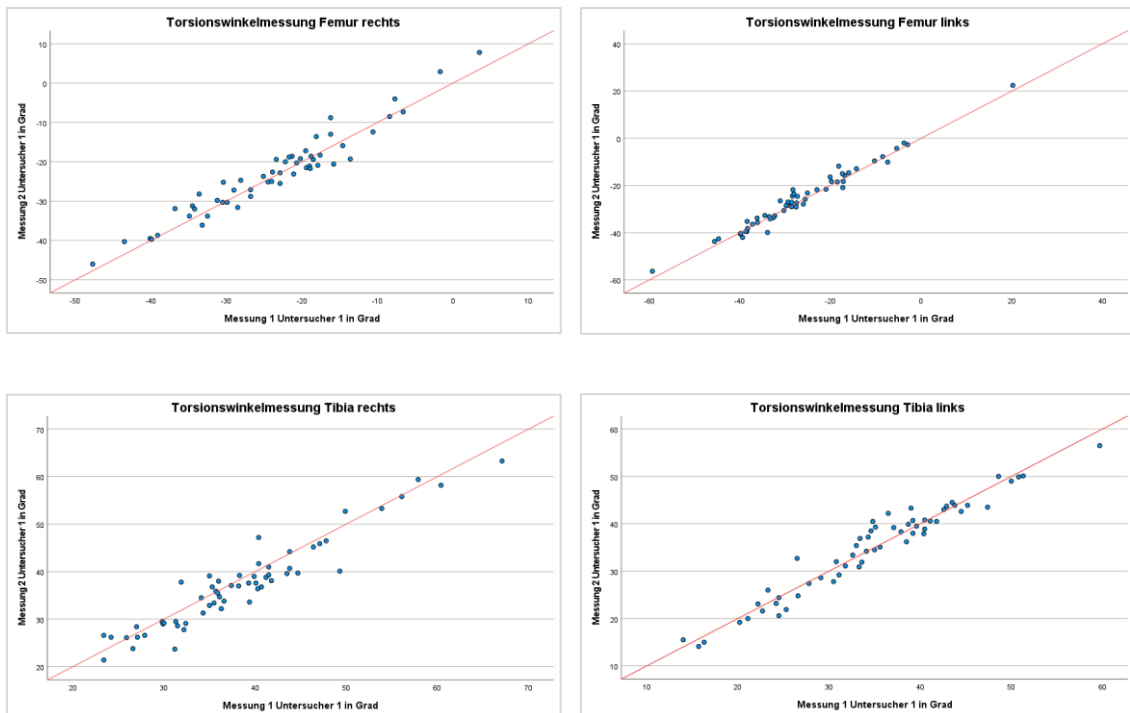 Torsionswinkelmessung Femur rechts
Messung 2 Untersucher 1 in Grad
10
0
-10
-20
-30
-40
-50
-50 -40 -30 -20 -10 0 10
Messung 1 Untersucher 1 in Grad
Torsionswinkelmessung Femur links
Messung 2 Untersucher 1 in Grad
40
20
0
-20
-40
-60
-60 -40 -20 0 20 40
Messung 1 Untersucher 1 in Grad
Torsionswinkelmessung Tibia rechts
Messung 2 Untersucher 1 in Grad
70
60
50
40
30
20
20 30 40 50 60 70
Messung 1 Untersucher 1 in Grad
Torsionswinkelmessung Tibia links
Messung 2 Untersucher 1 in Grad
60
50
40
30
20
10
10 20 30 40 50 60
Messung 1 Untersucher 1 in Grad